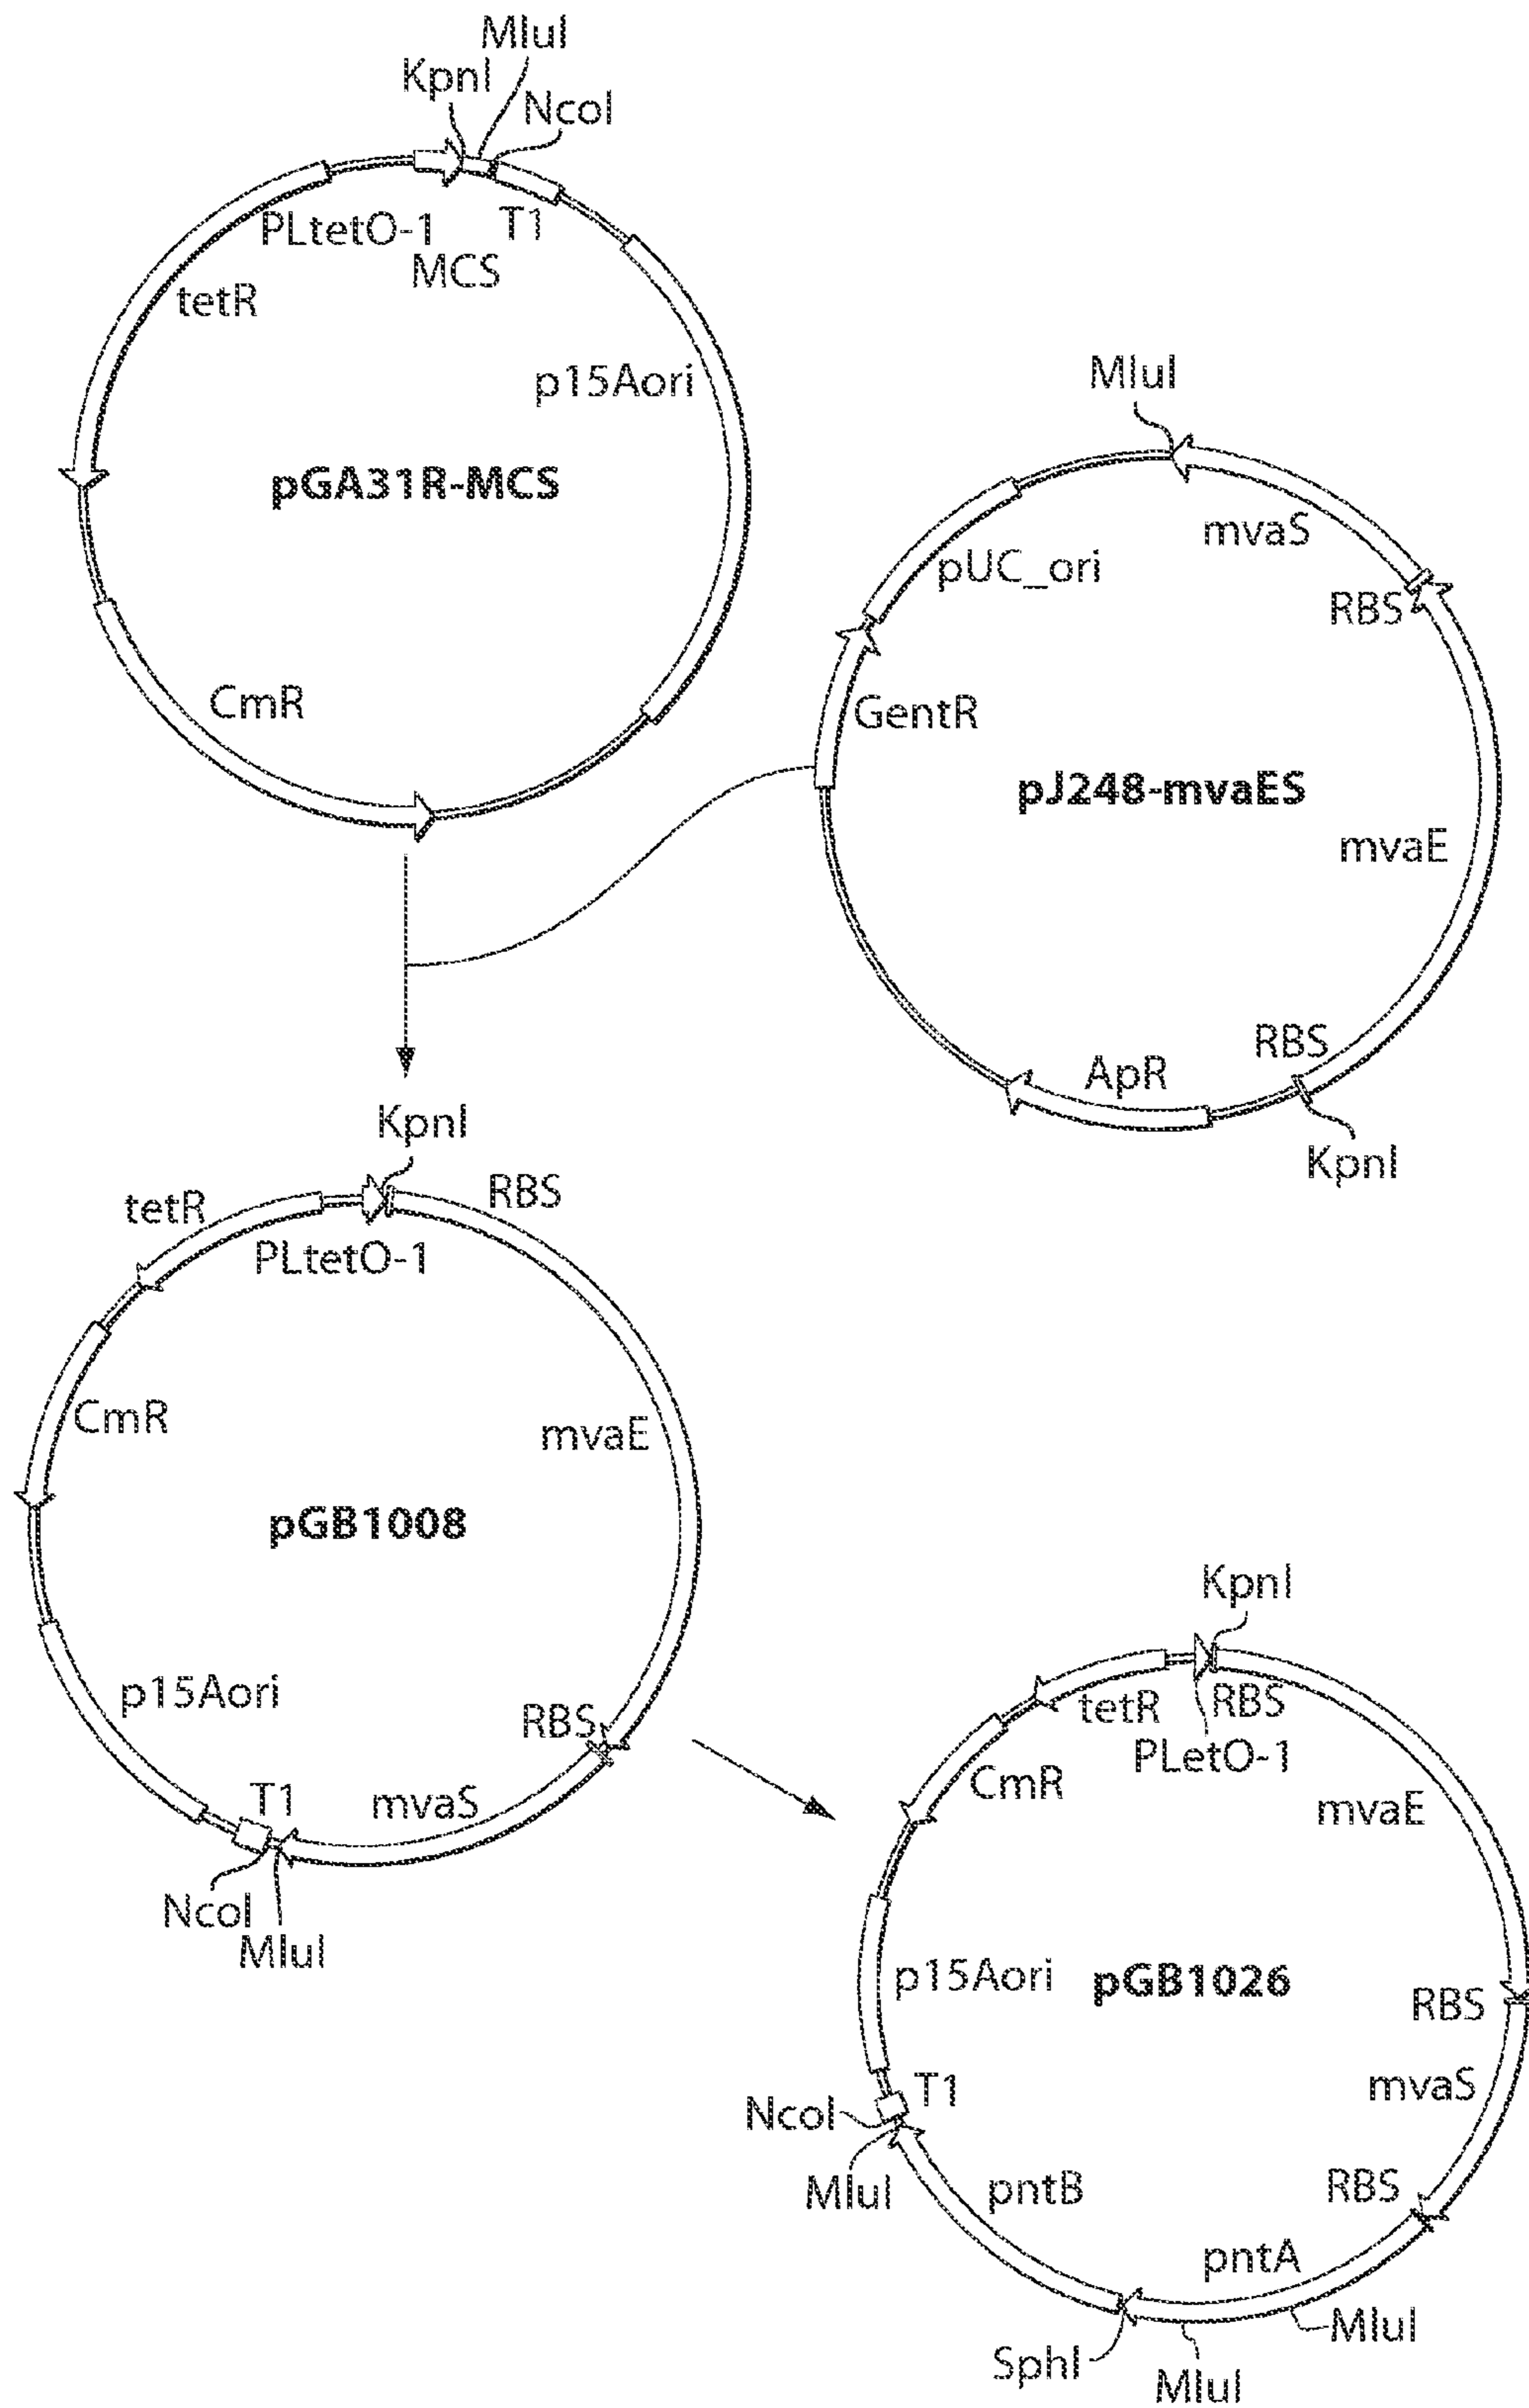 MluI
KpnI
NcoI
PLtetO-1
T1
MCS
tetR
p15Aori
pGA31R-MCS
CmR
MluI
mvaS
pUC_ori
RBS
GentR
pJ248-mvaES
mvaE
RBS
ApR
KpnI
KpnI
RBS
tetR
PLtetO-1
CmR
mvaE
pGB1008
p15Aori
RBS
T1
mvaS
NcoI
MluI
KpnI
tetR
RBS
PLetO-1
CmR
mvaE
p15Aori
pGB1026
RBS
mvaS
T1
NcoI
MluI
pntB
RBS
pntA
MluI
SphI
MluI